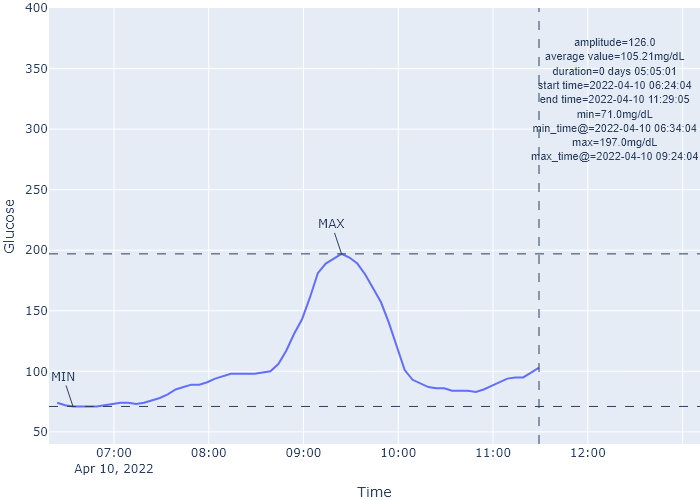 400
350
300
250
200
150
100
50
Glucose
amplitude=126.0
average value=105.21mg/dL
duration=0 days 05:05:01
start time=2022-04-10 06:24:04
end time=2022-04-10 11:29:05
min=71.0mg/dL
min_time@=2022-04-10 06:34:04
max=197.0mg/dL
max_time@=2022-04-10 09:24:04
MAX
MIN
07:00 08:00 09:00 10:00 11:00 12:00
Apr 10, 2022
Time